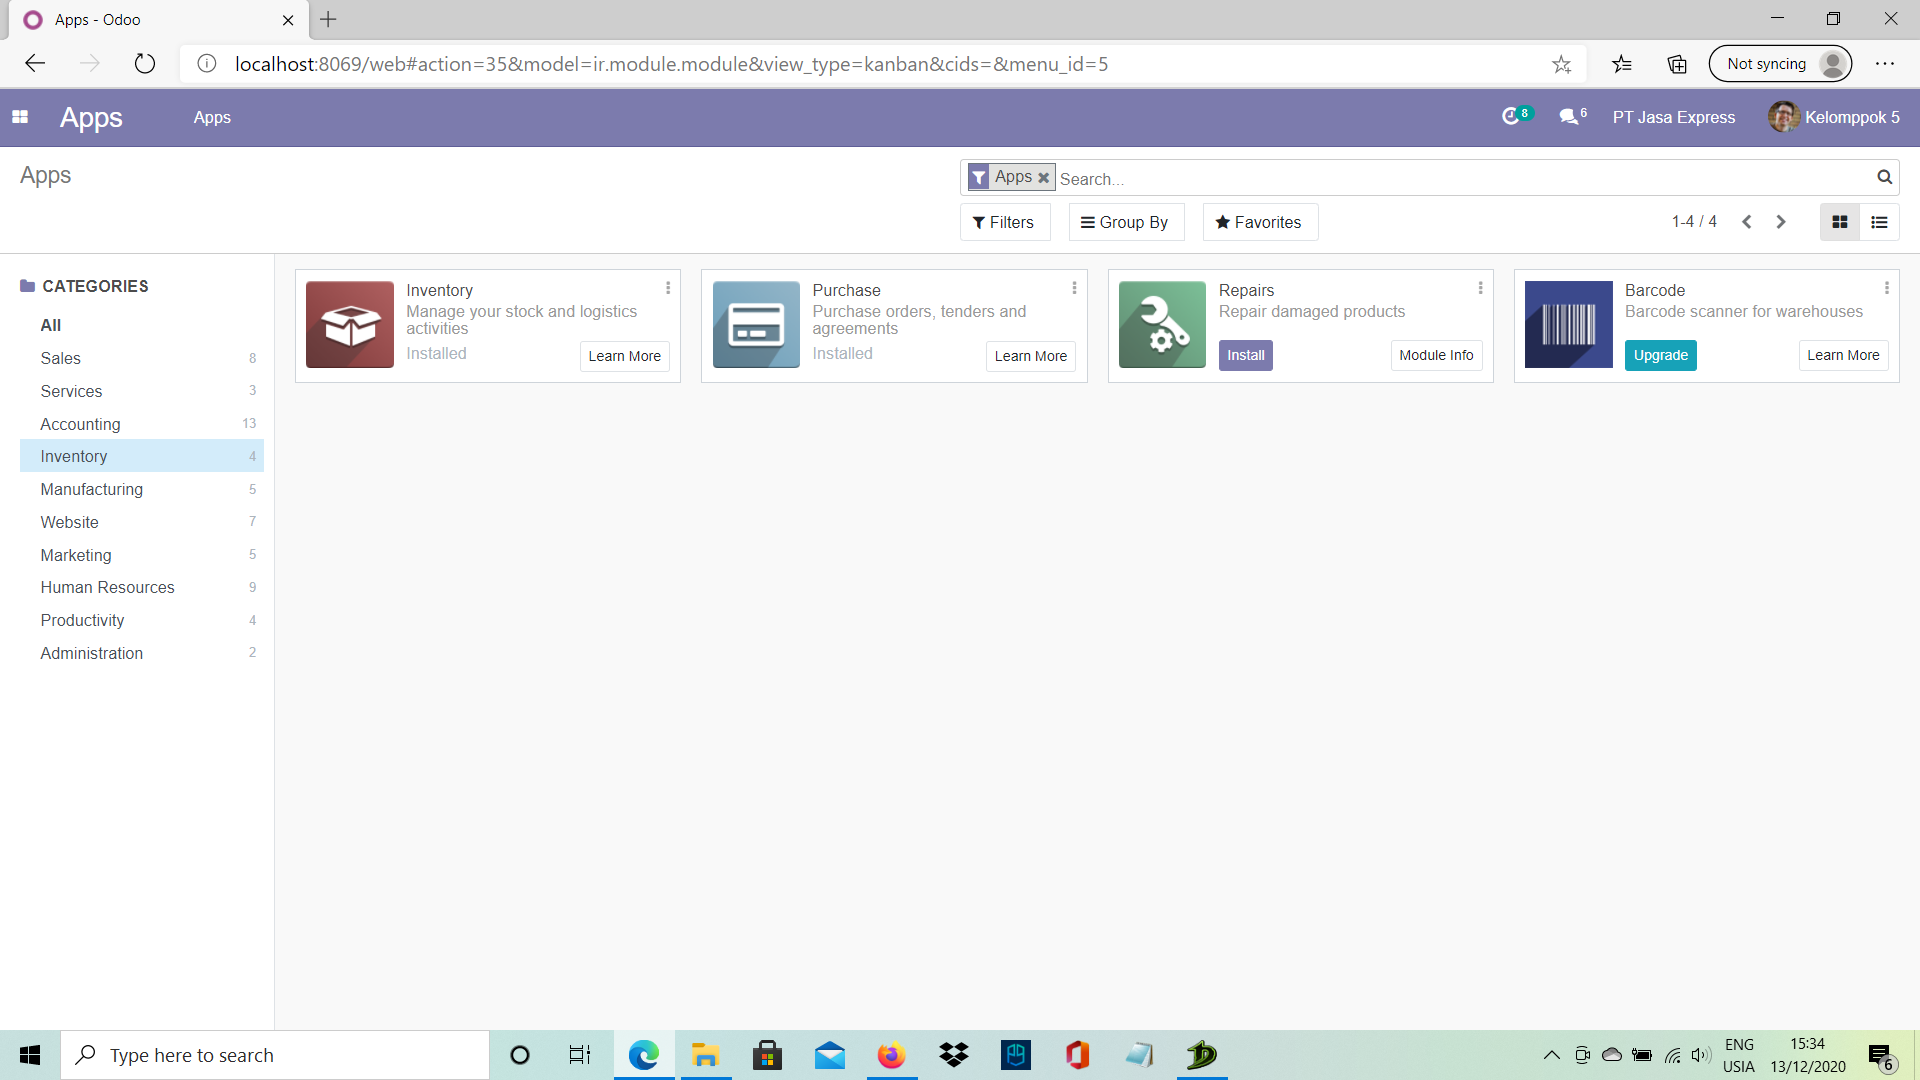 Apps - Odoo
localhost:8069/web#action=35&model=ir.module.module&view_type=kanban&cids=&menu_id=5
Not syncing
Apps
Apps
8
6
PT Jasa Express
Kelomppok 5
Apps
Apps
Search...
Filters
Group By
Favorites
1-4 / 4
CATEGORIES
All
Sales 8
Services 3
Accounting 13
Inventory 4
Manufacturing 5
Website 7
Marketing 5
Human Resources 9
Productivity 4
Administration 2
Inventory
Manage your stock and logistics
activities
Installed
Learn More
Purchase
Purchase orders, tenders and
agreements
Installed
Learn More
Repairs
Repair damaged products
Install
Module Info
Barcode
Barcode scanner for warehouses
Upgrade
Learn More
Type here to search
ENG
USIA
15:34
13/12/2020
6